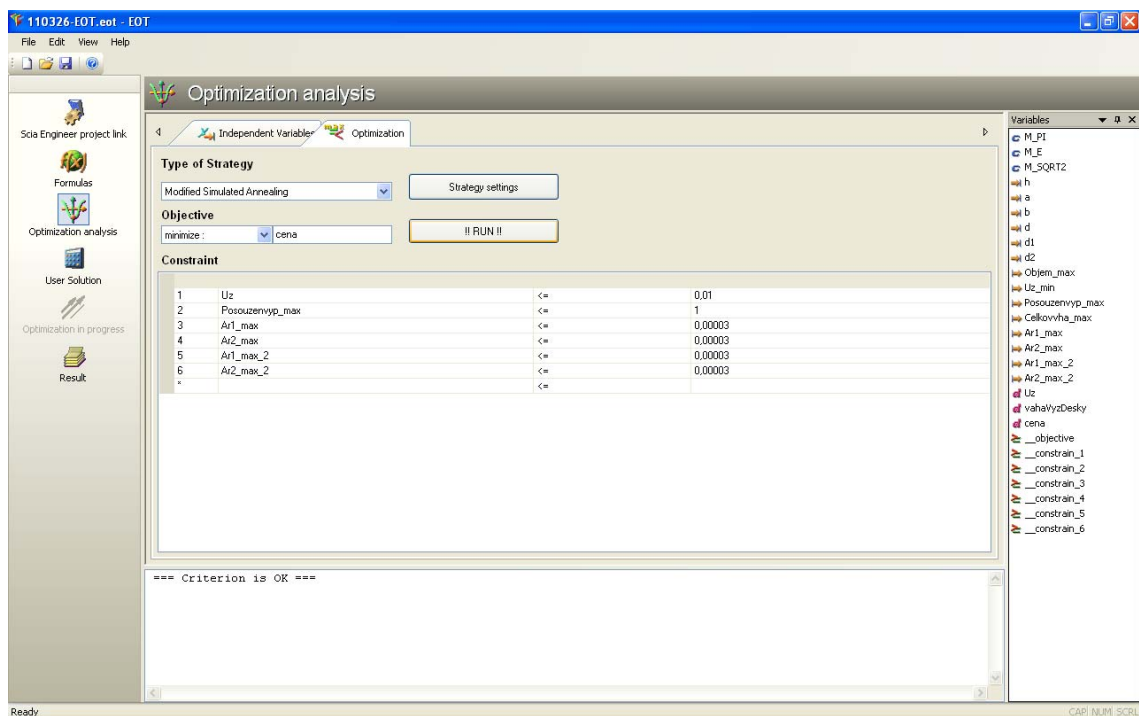 110326-EOT.eot - EOT
File Edit View Help
Optimization analysis
Scia Engineer project link
Formulas
Optimization analysis
User Solution
Optimization in progress
Result
Independent Variables Optimization
Type of Strategy
Modified Simulated Annealing Strategy settings
Objective
minimize : cena !! RUN !!
Constraint
1 Uz <= 0,01
2 Posouzenvyp_max <= 1
3 Ar1_max <= 0,00003
4 Ar2_max <= 0,00003
5 Ar1_max_2 <= 0,00003
6 Ar2_max_2 <= 0,00003
* <=
=== Criterion is OK ===
Variables
M_PI
M_E
M_SQRT2
h
a
b
d
d1
d2
Objem_max
Uz_min
Posouzenvyp_max
Celkovvha_max
Ar1_max
Ar2_max
Ar1_max_2
Ar2_max_2
Uz
vahaVyzDesky
cena
__objective
__constrain_1
__constrain_2
__constrain_3
__constrain_4
__constrain_5
__constrain_6
Ready CAP NUM SCRL